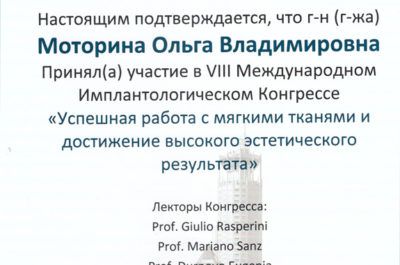 Настоящим подтверждается, что г-н (г-жа)
Моторина Ольга Владимировна
Принял(а) участие в VIII Международном
Имплантологическом Конгрессе
«Успешная работа с мягкими тканями и
достижение высокого эстетического
результата»
Лекторы Конгресса:
Prof. Giulio Rasperini
Prof. Mariano Sanz
Prof.